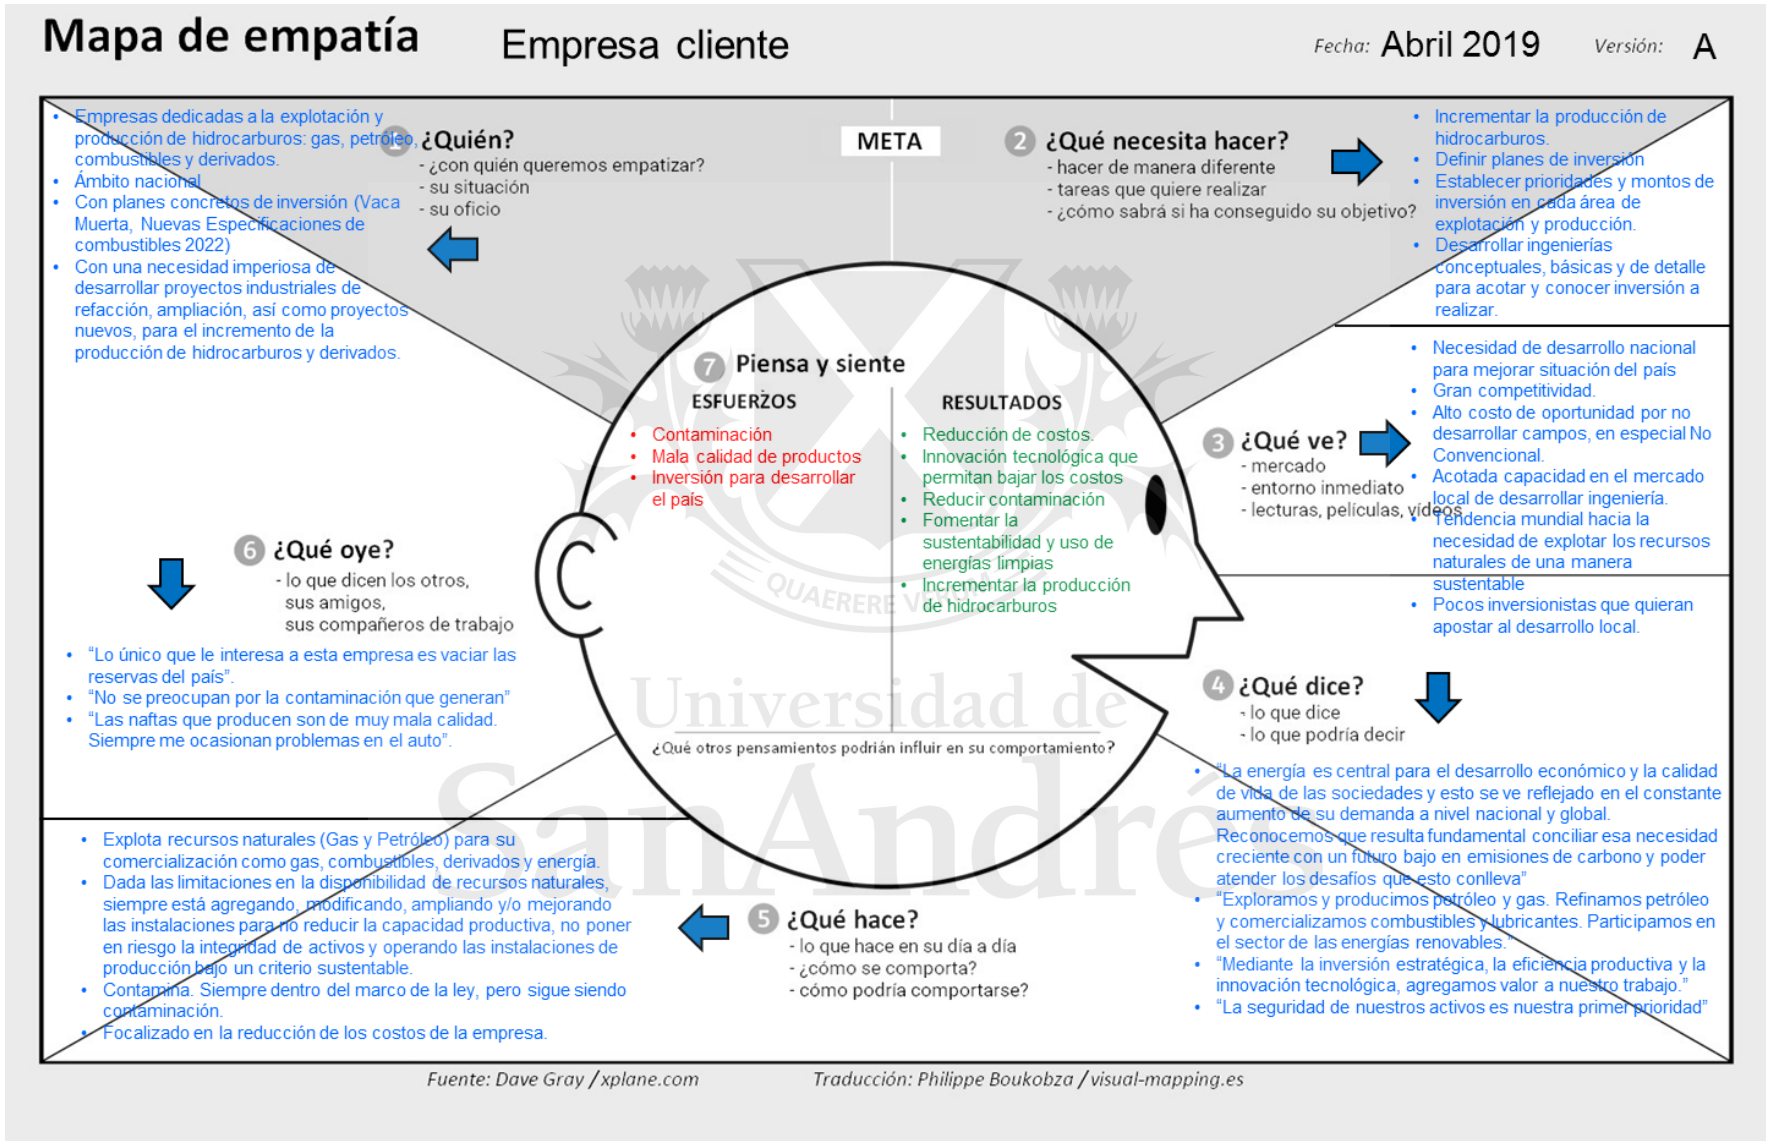 Mapa de empatía
Empresa cliente
Fecha: Abril 2019 Versión: A
• Empresas dedicadas a la explotación y
producción de hidrocarburos: gas, petróleo,
combustibles y derivados.
• Ámbito nacional
• Con planes concretos de inversión (Vaca
Muerta, Nuevas Especificaciones de
combustibles 2022)
• Con una necesidad imperiosa de
desarrollar proyectos industriales de
refacción, ampliación, así como proyectos
nuevos, para el incremento de la
producción de hidrocarburos y derivados.
1 ¿Quién?
- ¿con quién queremos empatizar?
- su situación
- su oficio
META
2 ¿Qué necesita hacer?
- hacer de manera diferente
- tareas que quiere realizar
- ¿cómo sabrá si ha conseguido su objetivo?
• Incrementar la producción de
hidrocarburos.
• Definir planes de inversión
• Establecer prioridades y montos de
inversión en cada área de
explotación y producción.
• Desarrollar ingenierías
conceptuales, básicas y de detalle
para acotar y conocer inversión a
realizar.
7 Piensa y siente
ESFUERZOS
• Contaminación
• Mala calidad de productos
• Inversión para desarrollar
el país
RESULTADOS
• Reducción de costos.
• Innovación tecnológica que
permitan bajar los costos
• Reducir contaminación
• Fomentar la
sustentabilidad y uso de
energías limpias
• Incrementar la producción
de hidrocarburos
¿Qué otros pensamientos podrián influir en su comportamiento?
3 ¿Qué ve?
- mercado
- entorno inmediato
- lecturas, películas, vídeos
• Necesidad de desarrollo nacional
para mejorar situación del país
• Gran competitividad.
• Alto costo de oportunidad por no
desarrollar campos, en especial No
Convencional.
• Acotada capacidad en el mercado
local de desarrollar ingeniería.
• Tendencia mundial hacia la
necesidad de explotar los recursos
naturales de una manera
sustentable
• Pocos inversionistas que quieran
apostar al desarrollo local.
6 ¿Qué oye?
- lo que dicen los otros,
sus amigos,
sus compañeros de trabajo
• “Lo único que le interesa a esta empresa es vaciar las
reservas del país”.
• “No se preocupan por la contaminación que generan”
• “Las naftas que producen son de muy mala calidad.
Siempre me ocasionan problemas en el auto”.
4 ¿Qué dice?
- lo que dice
- lo que podría decir
• “La energía es central para el desarrollo económico y la calidad
de vida de las sociedades y esto se ve reflejado en el constante
aumento de su demanda a nivel nacional y global.
Reconocemos que resulta fundamental conciliar esa necesidad
creciente con un futuro bajo en emisiones de carbono y poder
atender los desafíos que esto conlleva”
• “Exploramos y producimos petróleo y gas. Refinamos petróleo
y comercializamos combustibles y lubricantes. Participamos en
el sector de las energías renovables.”
• “Mediante la inversión estratégica, la eficiencia productiva y la
innovación tecnológica, agregamos valor a nuestro trabajo.”
• “La seguridad de nuestros activos es nuestra primer prioridad”
• Explota recursos naturales (Gas y Petróleo) para su
comercialización como gas, combustibles, derivados y energía.
• Dada las limitaciones en la disponibilidad de recursos naturales,
siempre está agregando, modificando, ampliando y/o mejorando
las instalaciones para no reducir la capacidad productiva, no poner
en riesgo la integridad de activos y operando las instalaciones de
producción bajo un criterio sustentable.
• Contamina. Siempre dentro del marco de la ley, pero sigue siendo
contaminación.
• Focalizado en la reducción de los costos de la empresa.
5 ¿Qué hace?
- lo que hace en su día a día
- ¿cómo se comporta?
- cómo podría comportarse?
QUAERERE VERUM
Universidad de
SanAndrés
Fuente: Dave Gray / xplane.com
Traducción: Philippe Boukobza / visual-mapping.es